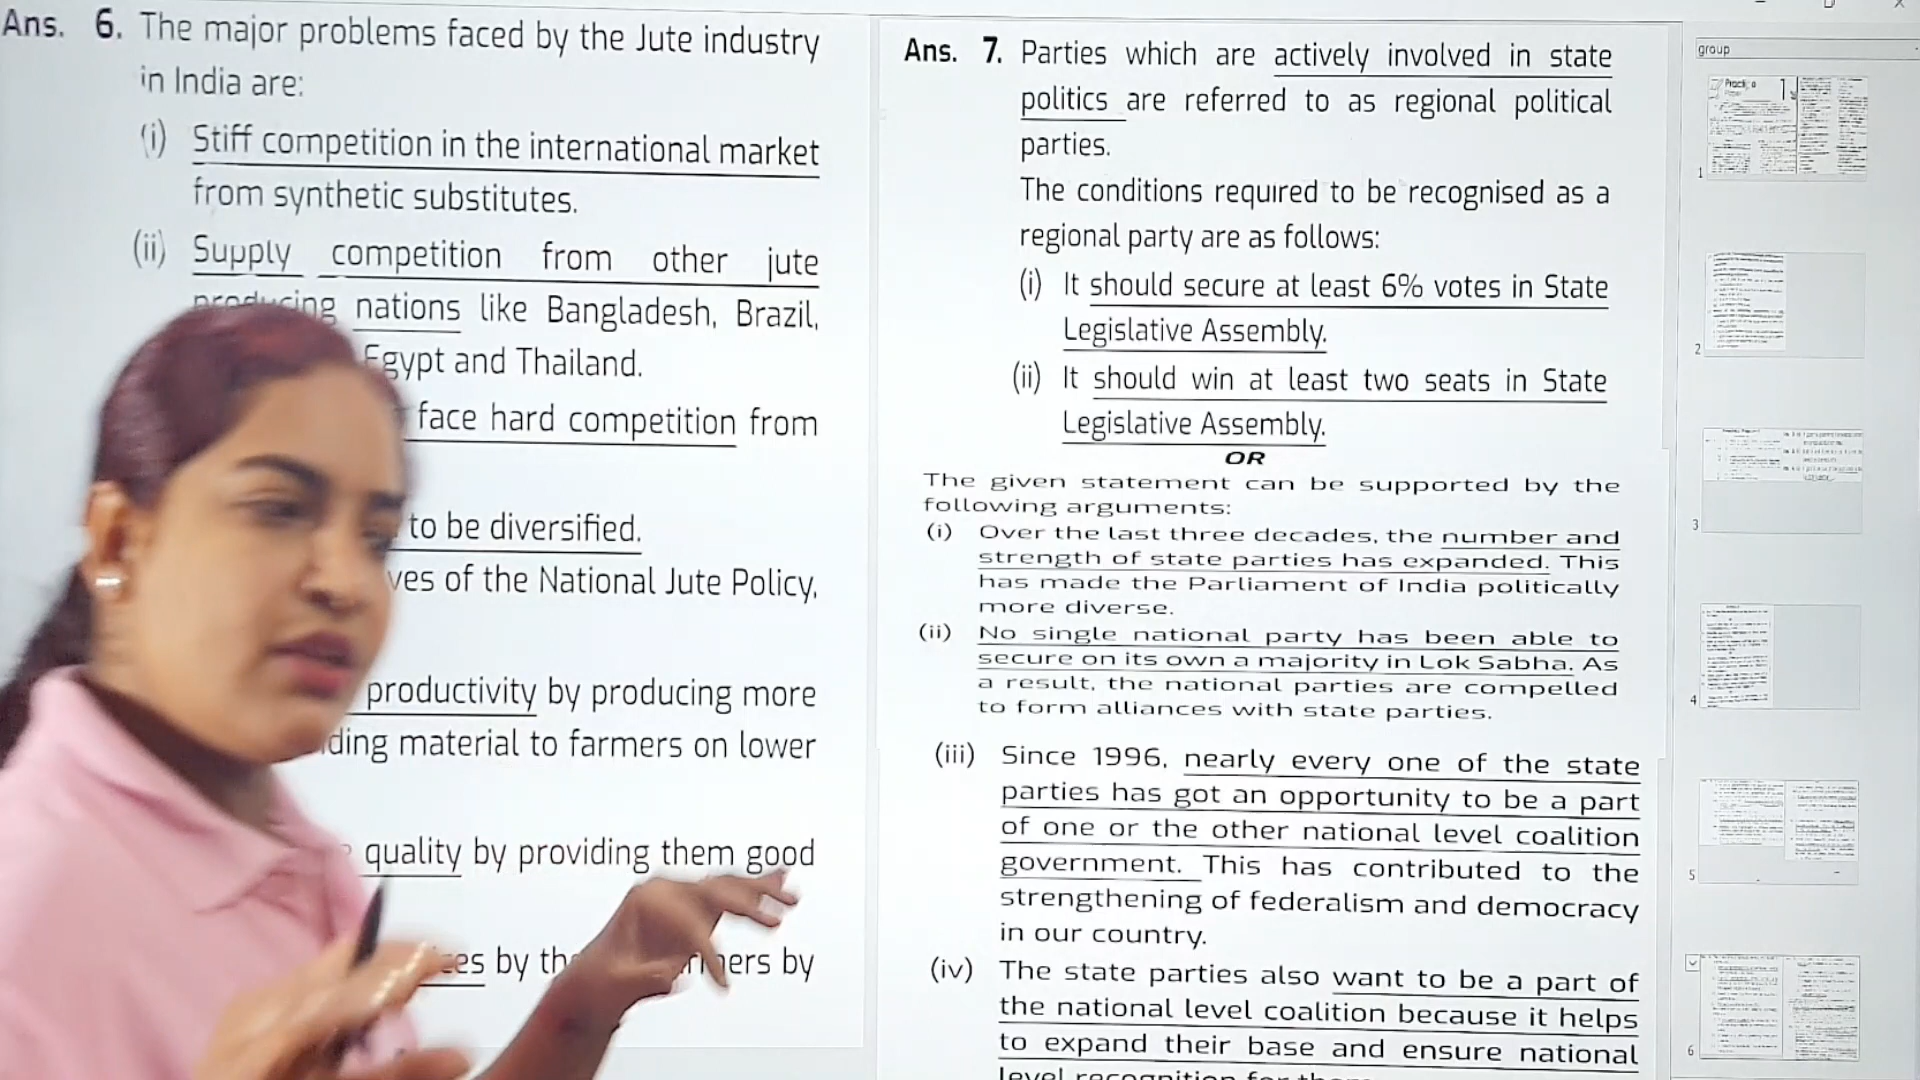 Ans. 6. The major problems faced by the Jute industry
in India are:
(i) Stiff competition in the international market
from synthetic substitutes.
(ii) Supply competition from other jute
producing nations like Bangladesh, Brazil,
Egypt and Thailand.
face hard competition from
to be diversified.
of the National Jute Policy,
productivity by producing more
material to farmers on lower
quality by providing them good
by
by
Ans. 7. Parties which are actively involved in state
politics are referred to as regional political
parties.
The conditions required to be recognised as a
regional party are as follows:
(i) It should secure at least 6% votes in State
Legislative Assembly.
(ii) It should win at least two seats in State
Legislative Assembly.
OR
The given statement can be supported by the
following arguments:
(i) Over the last three decades, the number and
strength of state parties has expanded. This
has made the Parliament of India politically
more diverse.
(ii) No single national party has been able to
secure on its own a majority in Lok Sabha. As
a result, the national parties are compelled
to form alliances with state parties.
(iii) Since 1996, nearly every one of the state
parties has got an opportunity to be a part
of one or the other national level coalition
government. This has contributed to the
strengthening of federalism and democracy
in our country.
(iv) The state parties also want to be a part of
the national level coalition because it helps
to expand their base and ensure national
level recognition for
group
1
2
3
4
5
6